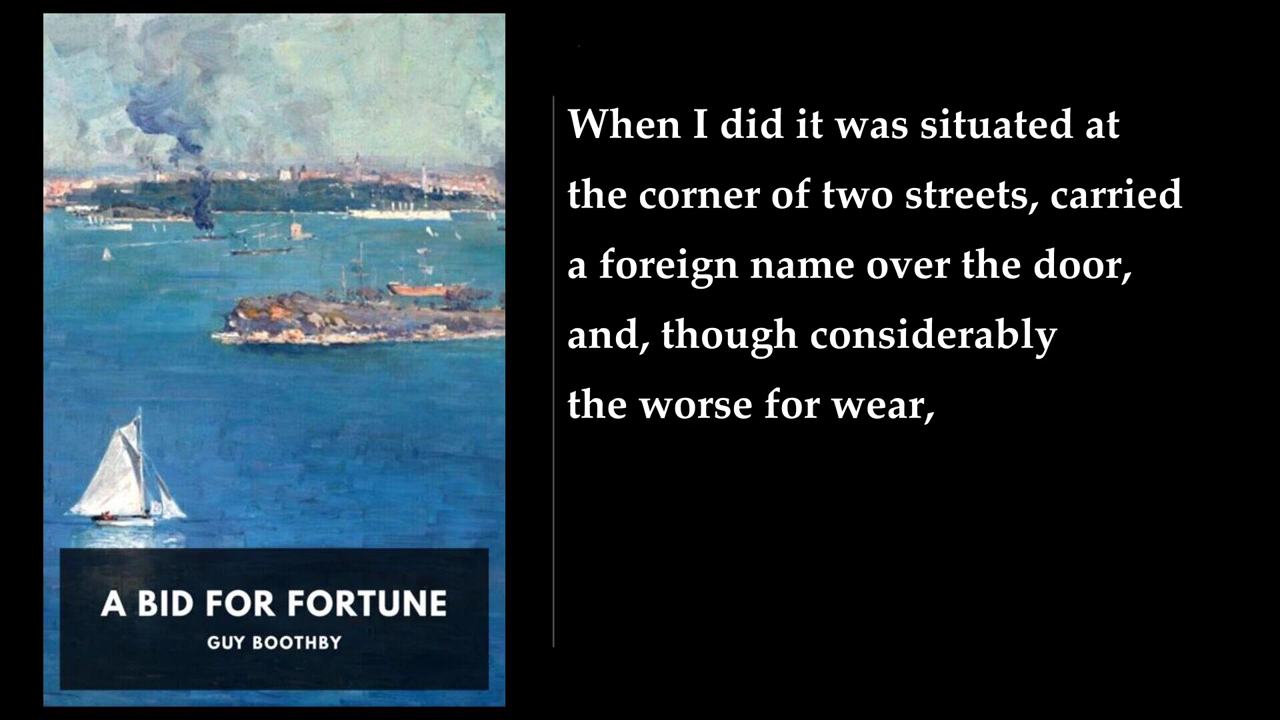 When I did it was situated at
the corner of two streets, carried
a foreign name over the door,
and, though considerably
the worse for wear,
A BID FOR FORTUNE
GUY BOOTHBY